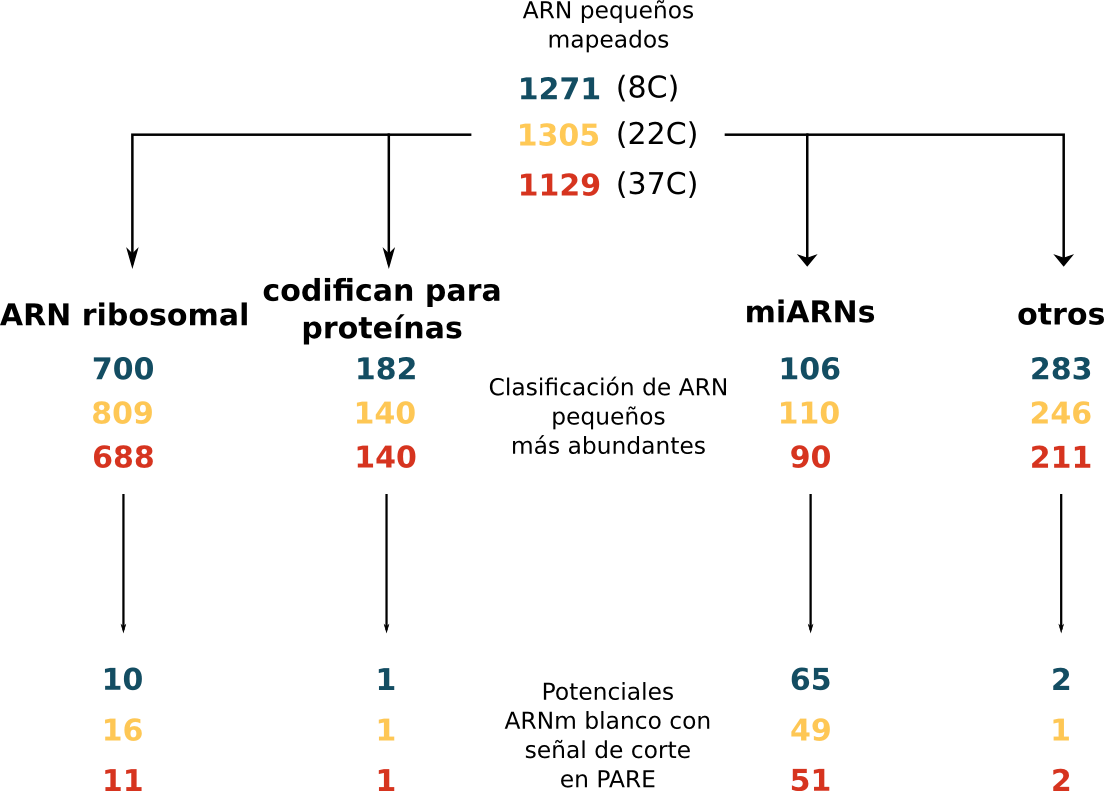 ARN pequeños
mapeados
1271 (8C)
1305 (22C)
1129 (37C)
ARN ribosomal
700
809
688
codifican para
proteínas
182
140
140
Clasificación de ARN
pequeños
más abundantes
miARNs
106
110
90
otros
283
246
211
10
16
11
1
1
1
Potenciales
ARNm blanco con
señal de corte
en PARE
65
49
51
2
1
2